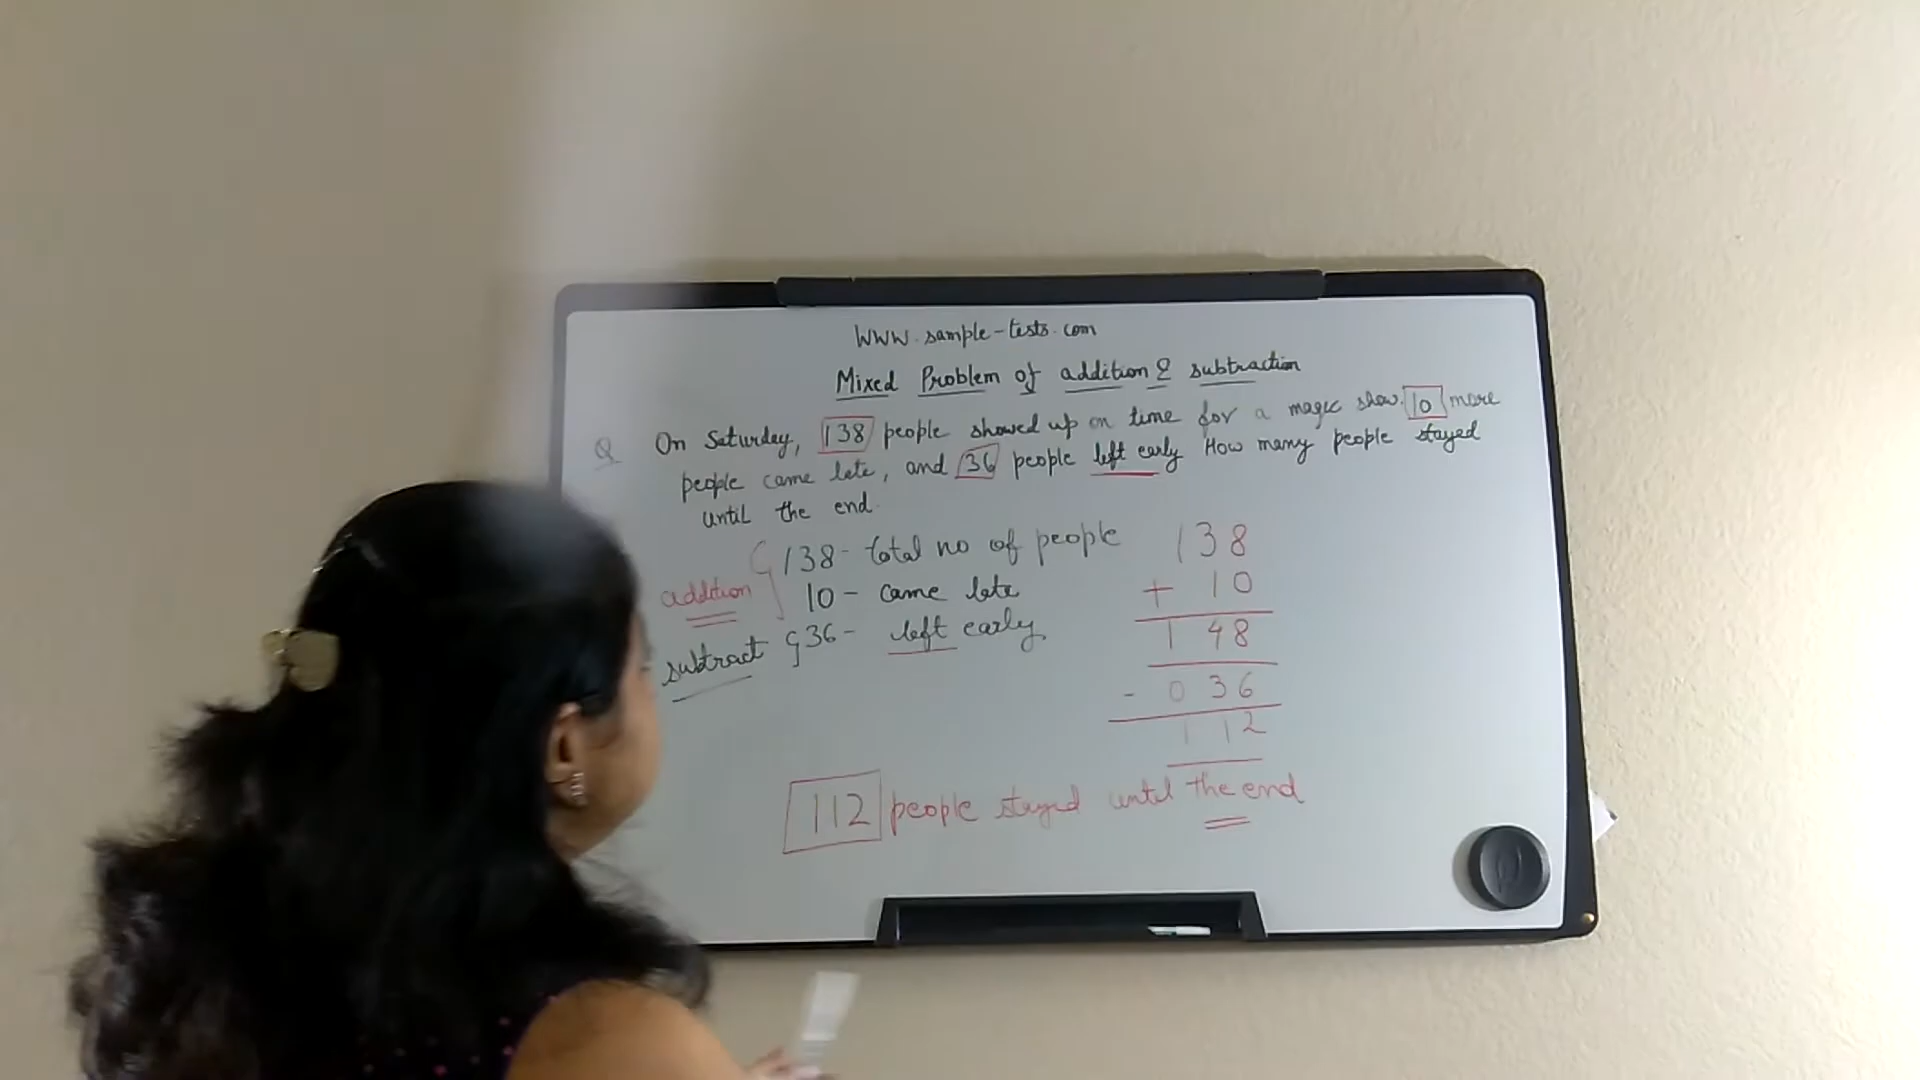 WWW.sample-tests.com
Mixed Problem of addition & subtraction
Q On Saturday, 138 people showed up on time for a magic show. 10 more
people came late, and 36 people left early How many people stayed
until the end.
138 - total no of people
addition 10 - came late
subtract 36 - left early
138
+ 10
148
- 036
112
112 people stayed until the end